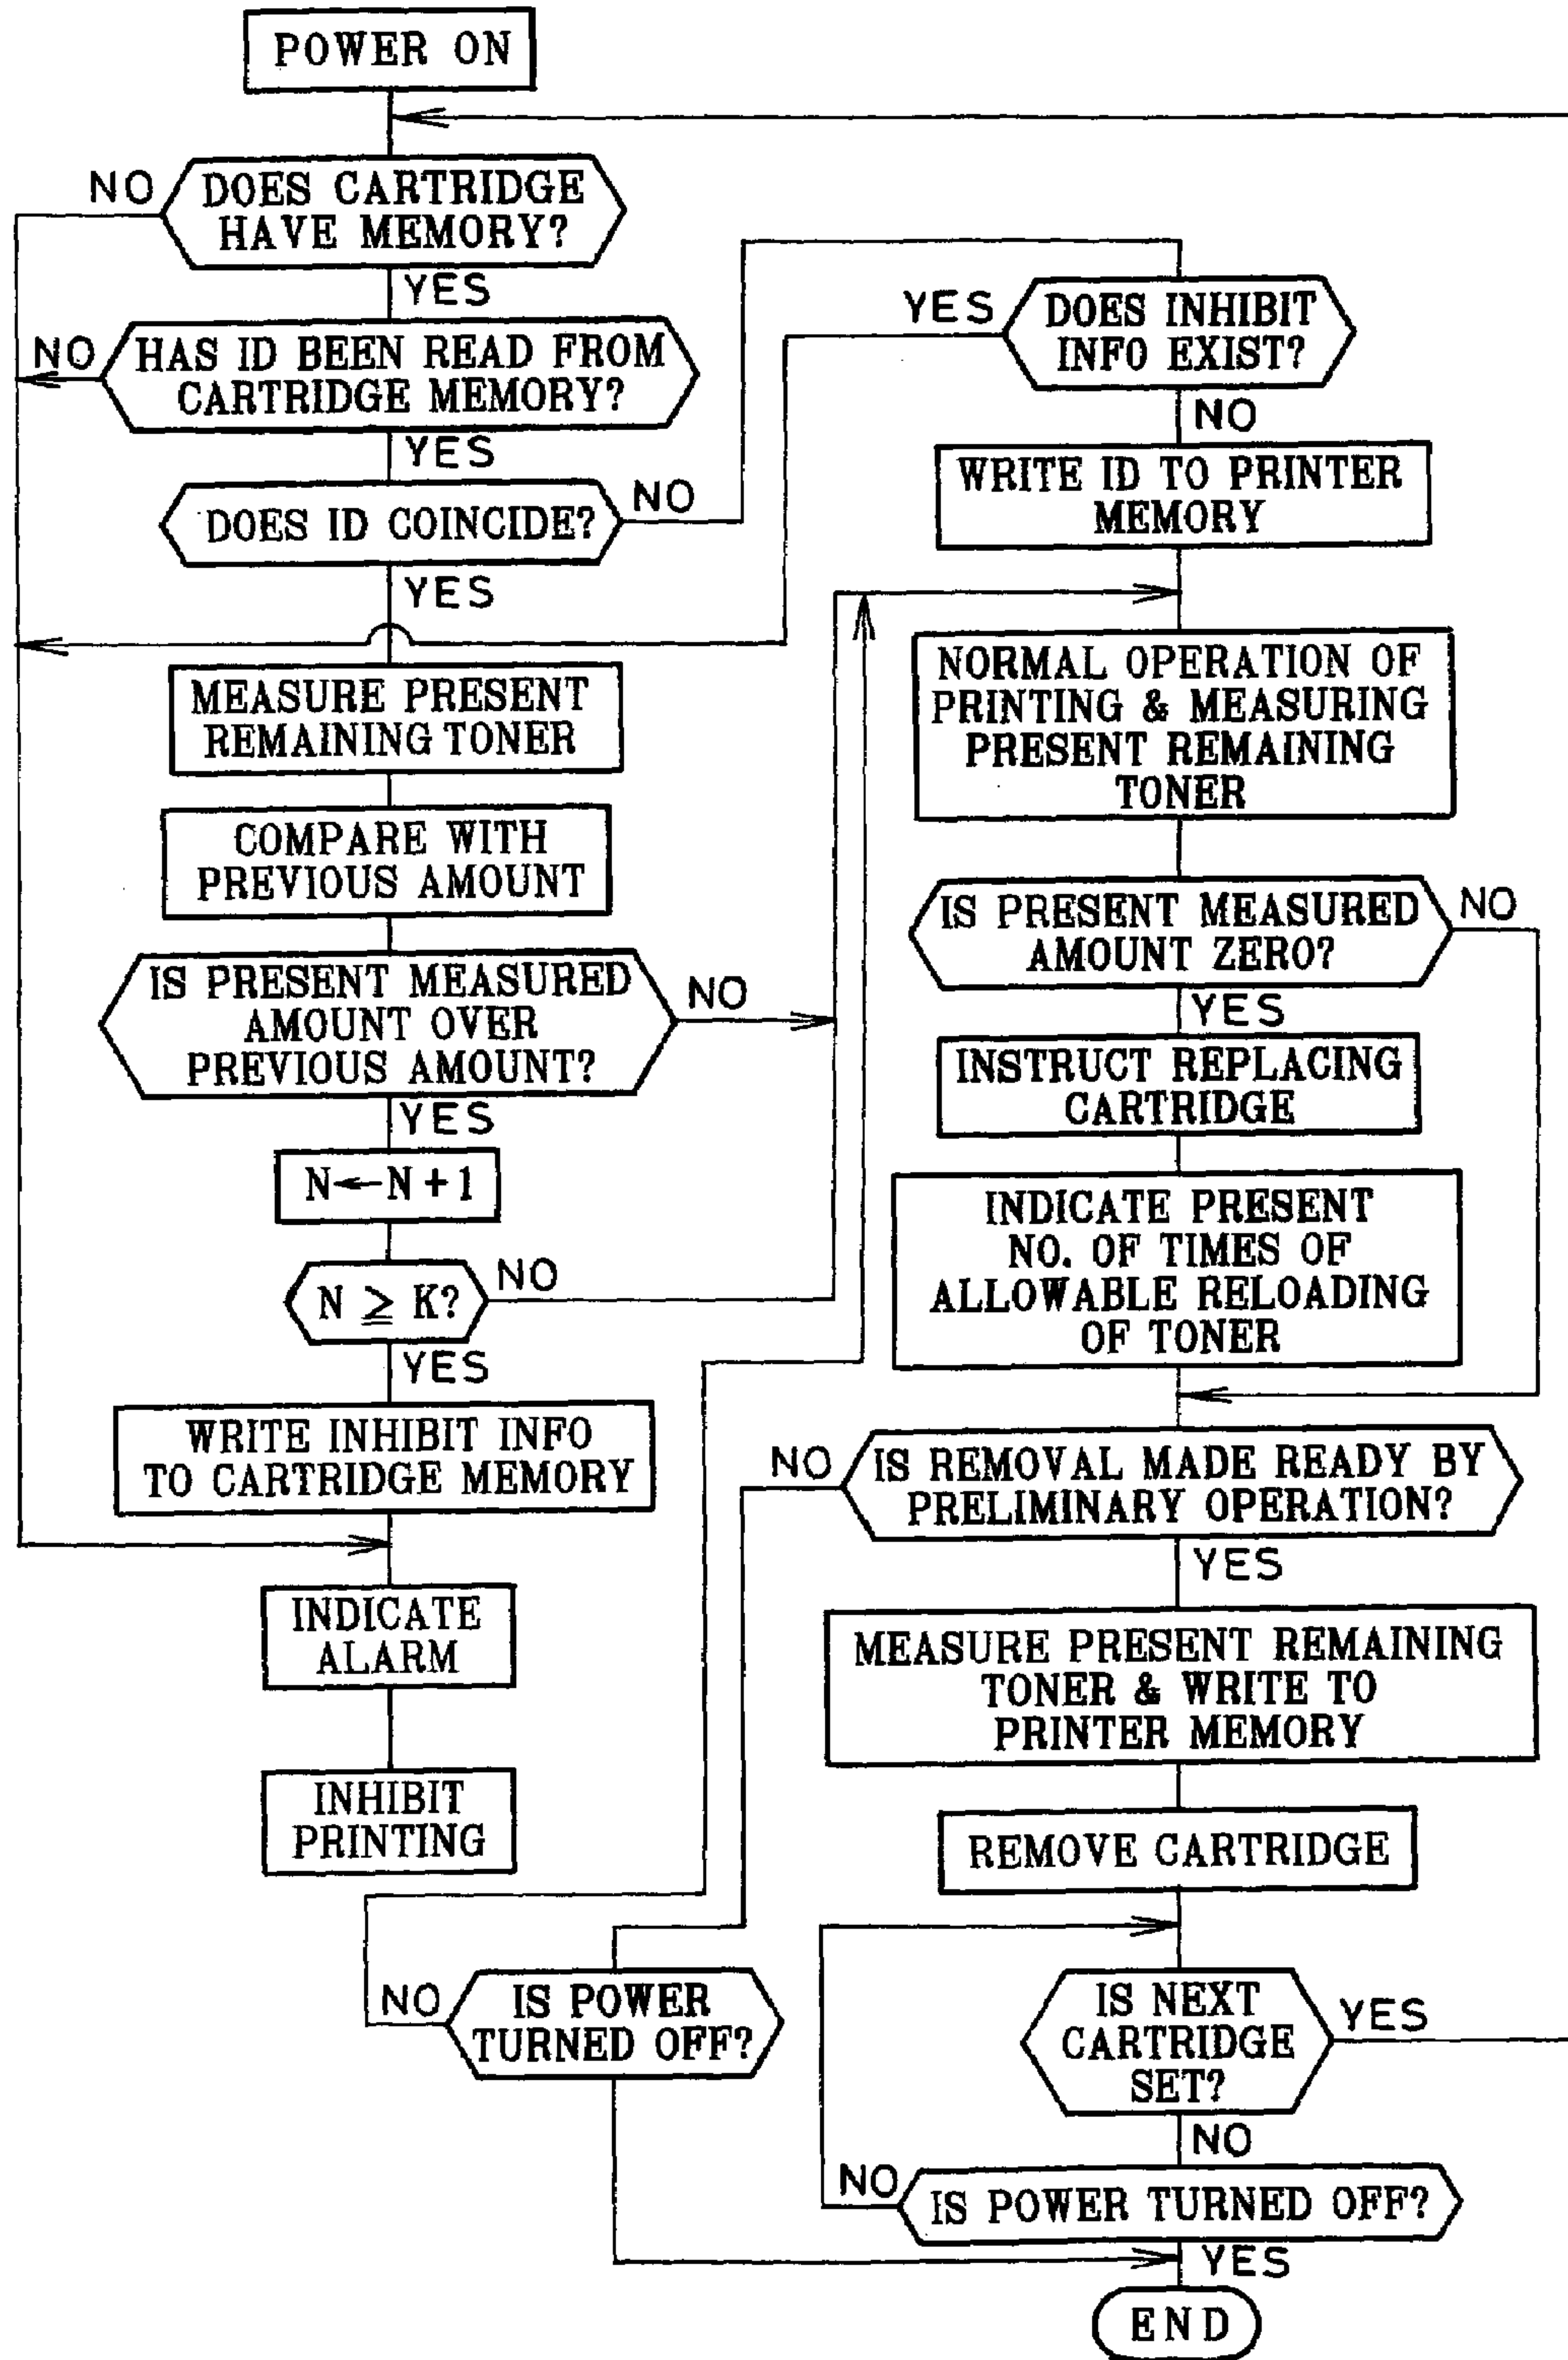 POWER ON
NO
DOES CARTRIDGE
HAVE MEMORY?
YES
NO
HAS ID BEEN READ FROM
CARTRIDGE MEMORY?
YES
DOES ID COINCIDE?
NO
YES
MEASURE PRESENT
REMAINING TONER
COMPARE WITH
PREVIOUS AMOUNT
IS PRESENT MEASURED
AMOUNT OVER
PREVIOUS AMOUNT?
NO
YES
N←N+1
N ≧ K?
NO
YES
WRITE INHIBIT INFO
TO CARTRIDGE MEMORY
INDICATE
ALARM
INHIBIT
PRINTING
YES
DOES INHIBIT
INFO EXIST?
NO
WRITE ID TO PRINTER
MEMORY
NORMAL OPERATION OF
PRINTING & MEASURING
PRESENT REMAINING
TONER
IS PRESENT MEASURED
AMOUNT ZERO?
NO
YES
INSTRUCT REPLACING
CARTRIDGE
INDICATE PRESENT
NO. OF TIMES OF
ALLOWABLE RELOADING
OF TONER
NO
IS REMOVAL MADE READY BY
PRELIMINARY OPERATION?
YES
MEASURE PRESENT REMAINING
TONER & WRITE TO
PRINTER MEMORY
REMOVE CARTRIDGE
NO
IS POWER
TURNED OFF?
IS NEXT
CARTRIDGE
SET?
YES
NO
NO
IS POWER TURNED OFF?
YES
END